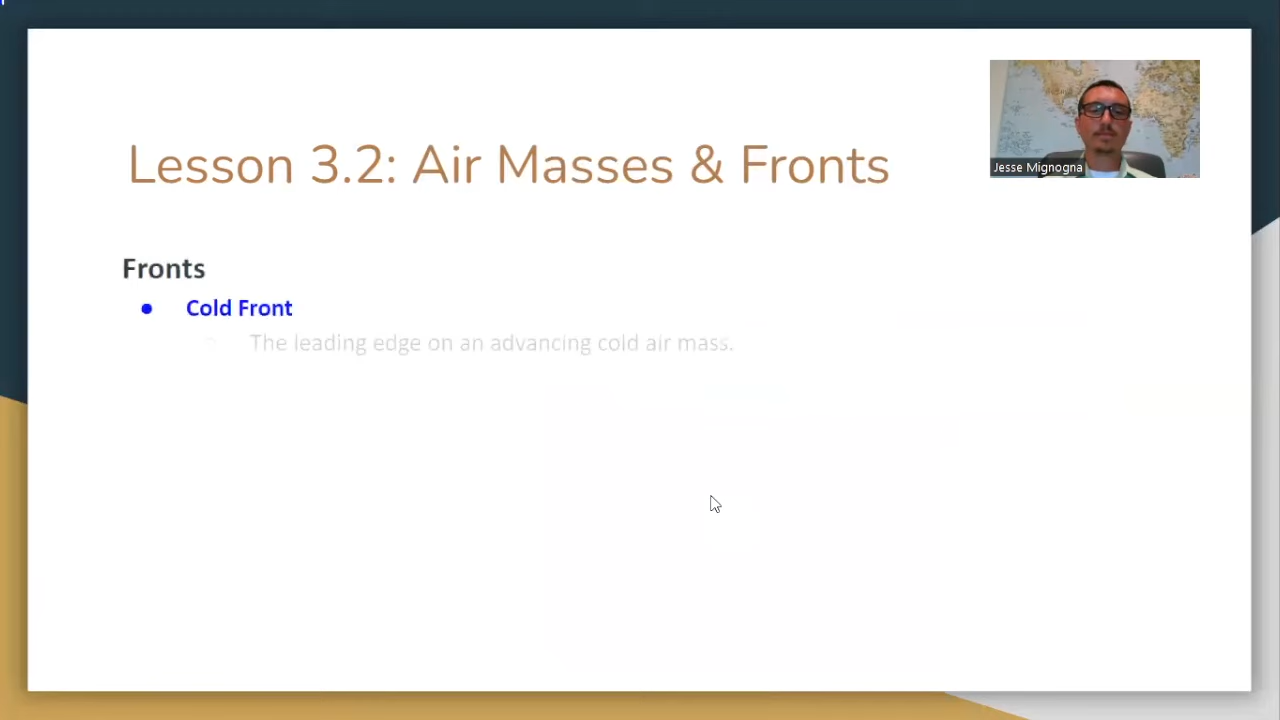 Lesson 3.2: Air Masses & Fronts
Jesse Mignogna
Fronts
● Cold Front
○ The leading edge on an advancing cold air mass.